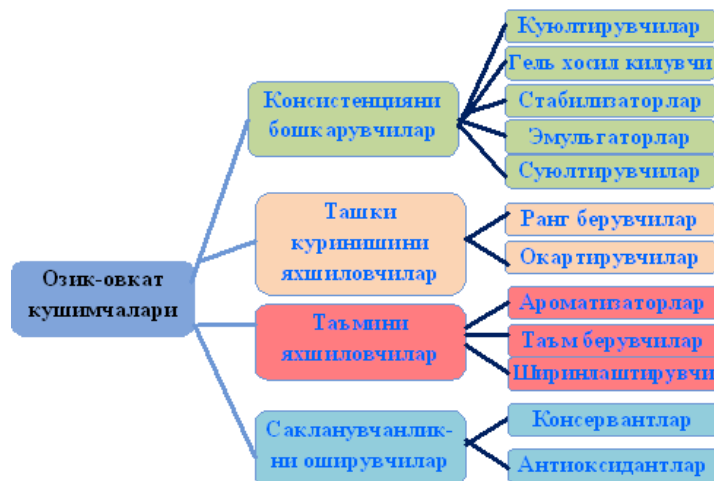 Озик-овкат
кушимчалари
Консистенцияни
бошкарувчилар
Куюлтирувчилар
Гель хосил килувчи
Стабилизаторлар
Эмульгаторлар
Суюлтирувчилар
Ташки
куринишини
яхшиловчилар
Ранг берувчилар
Окартирувчилар
Таъмини
яхшиловчилар
Ароматизаторлар
Таъм берувчилар
Ширинлаштирувчи
Сакланувчанлик-
ни оширувчилар
Консервантлар
Антиоксидантлар